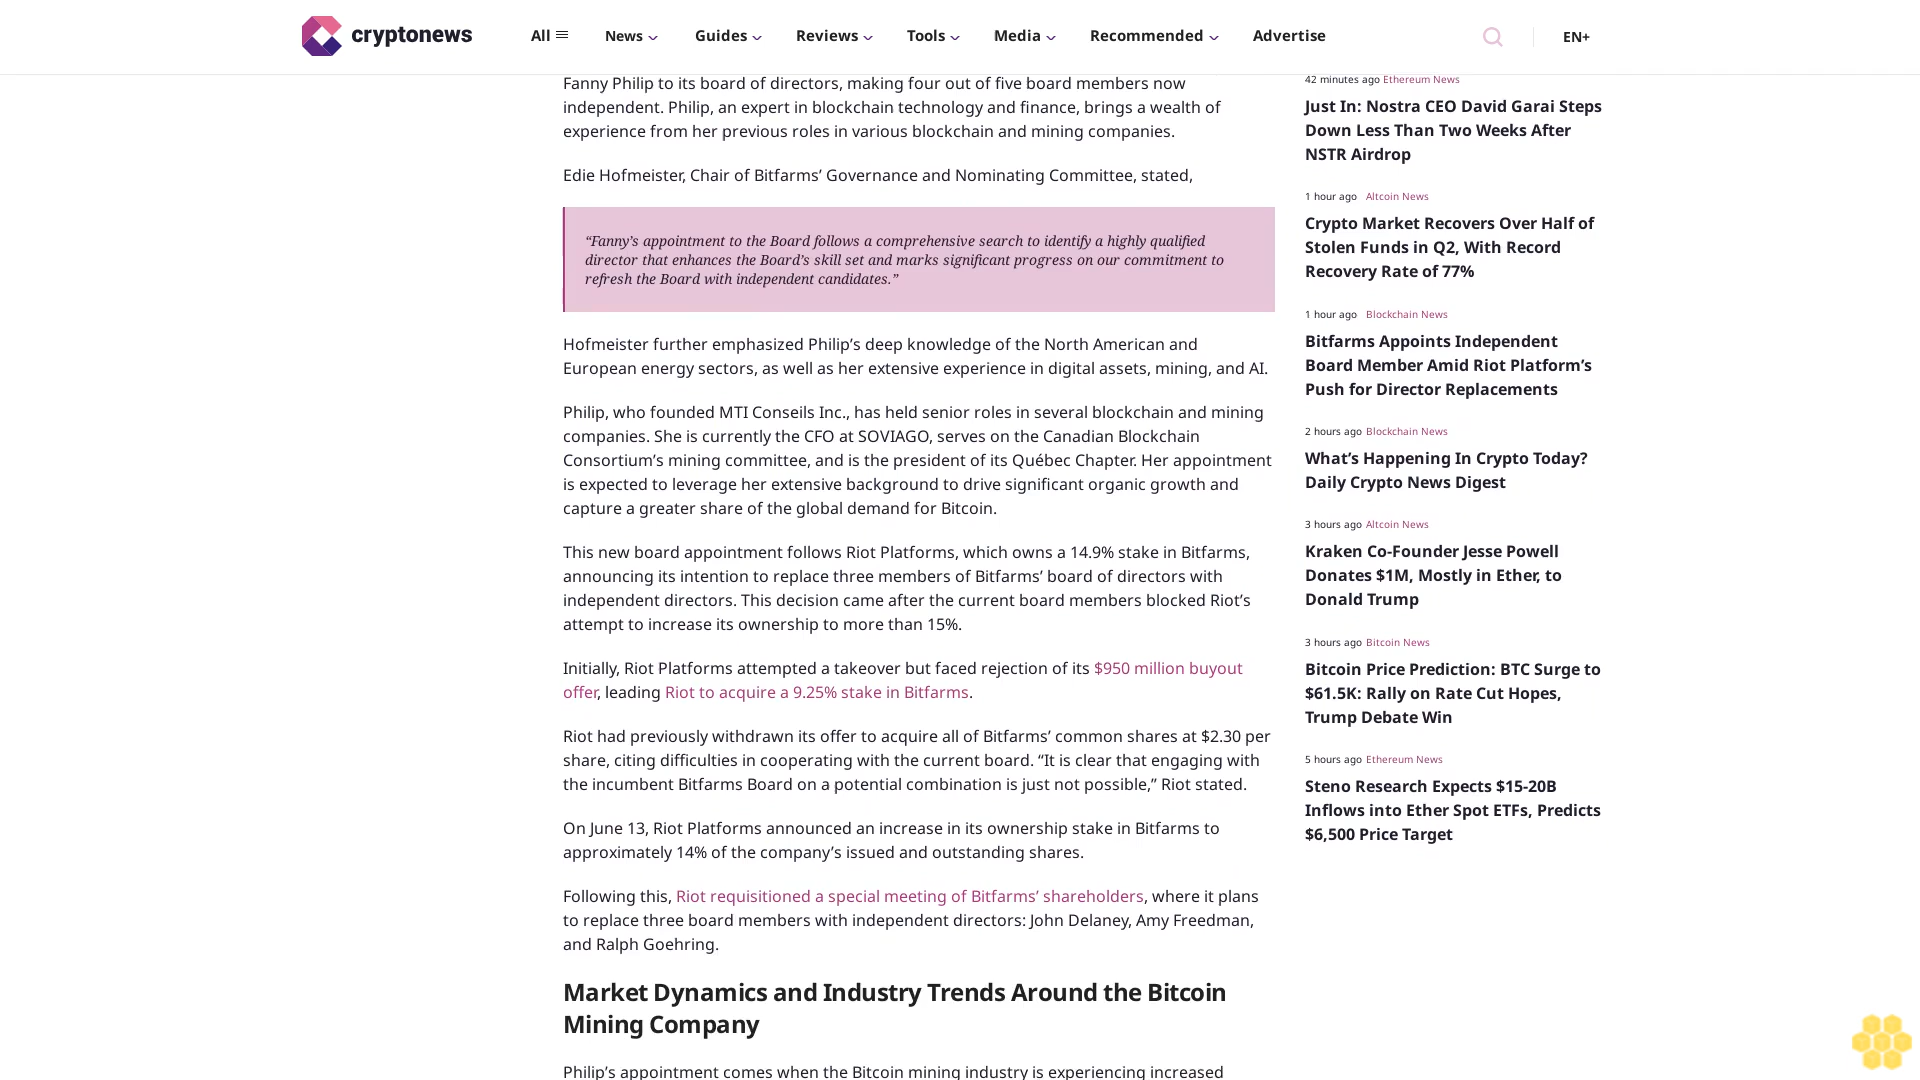 cryptonews
All
News
Guides
Reviews
Tools
Media
Recommended
Advertise
EN+
Fanny Philip to its board of directors, making four out of five board members now
independent. Philip, an expert in blockchain technology and finance, brings a wealth of
experience from her previous roles in various blockchain and mining companies.
Edie Hofmeister, Chair of Bitfarms’ Governance and Nominating Committee, stated,
“Fanny’s appointment to the Board follows a comprehensive search to identify a highly qualified
director that enhances the Board’s skill set and marks significant progress on our commitment to
refresh the Board with independent candidates.”
Hofmeister further emphasized Philip’s deep knowledge of the North American and
European energy sectors, as well as her extensive experience in digital assets, mining, and AI.
Philip, who founded MTI Conseils Inc., has held senior roles in several blockchain and mining
companies. She is currently the CFO at SOVIAGO, serves on the Canadian Blockchain
Consortium’s mining committee, and is the president of its Québec Chapter. Her appointment
is expected to leverage her extensive background to drive significant organic growth and
capture a greater share of the global demand for Bitcoin.
This new board appointment follows Riot Platforms, which owns a 14.9% stake in Bitfarms,
announcing its intention to replace three members of Bitfarms’ board of directors with
independent directors. This decision came after the current board members blocked Riot’s
attempt to increase its ownership to more than 15%.
Initially, Riot Platforms attempted a takeover but faced rejection of its $950 million buyout
offer, leading Riot to acquire a 9.25% stake in Bitfarms.
Riot had previously withdrawn its offer to acquire all of Bitfarms’ common shares at $2.30 per
share, citing difficulties in cooperating with the current board. “It is clear that engaging with
the incumbent Bitfarms Board on a potential combination is just not possible,” Riot stated.
On June 13, Riot Platforms announced an increase in its ownership stake in Bitfarms to
approximately 14% of the company’s issued and outstanding shares.
Following this, Riot requisitioned a special meeting of Bitfarms’ shareholders, where it plans
to replace three board members with independent directors: John Delaney, Amy Freedman,
and Ralph Goehring.
Market Dynamics and Industry Trends Around the Bitcoin
Mining Company
Philip’s appointment comes when the Bitcoin mining industry is experiencing increased
42 minutes ago Ethereum News
Just In: Nostra CEO David Garai Steps
Down Less Than Two Weeks After
NSTR Airdrop
1 hour ago Altcoin News
Crypto Market Recovers Over Half of
Stolen Funds in Q2, With Record
Recovery Rate of 77%
1 hour ago Blockchain News
Bitfarms Appoints Independent
Board Member Amid Riot Platform’s
Push for Director Replacements
2 hours ago Blockchain News
What’s Happening In Crypto Today?
Daily Crypto News Digest
3 hours ago Altcoin News
Kraken Co-Founder Jesse Powell
Donates $1M, Mostly in Ether, to
Donald Trump
3 hours ago Bitcoin News
Bitcoin Price Prediction: BTC Surge to
$61.5K: Rally on Rate Cut Hopes,
Trump Debate Win
5 hours ago Ethereum News
Steno Research Expects $15-20B
Inflows into Ether Spot ETFs, Predicts
$6,500 Price Target